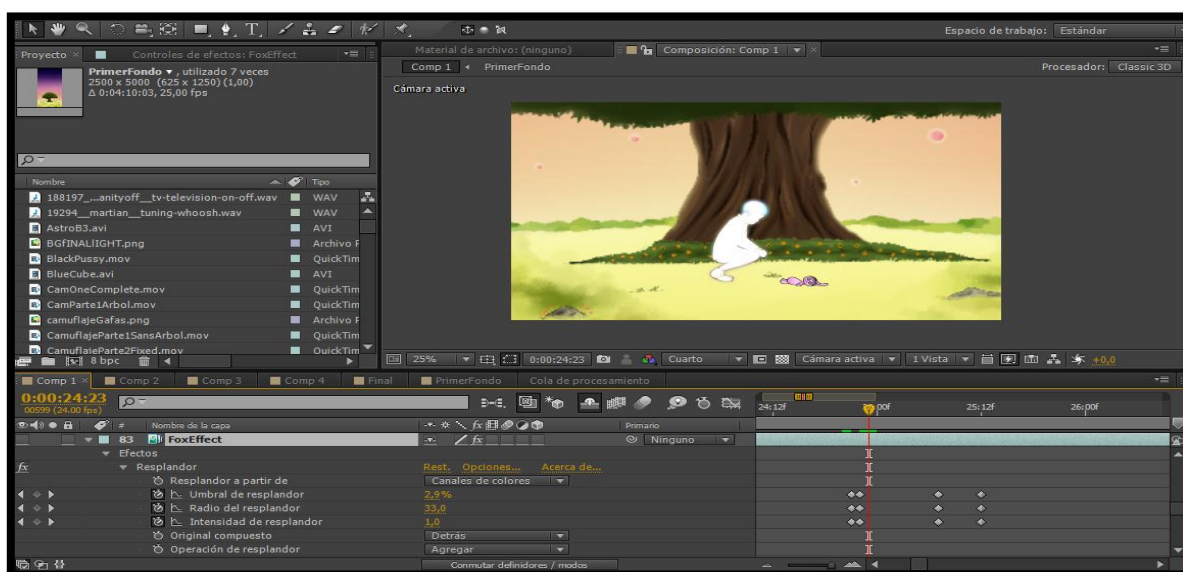 Espacio de trabajo: Estándar
Proyecto × Controles de efectos: FoxEffect
PrimerFondo ▾ , utilizado 7 veces
2500 x 5000 (625 x 1250) (1,00)
Δ 0:04:10:03, 25,00 fps
Nombre Tipo
188197_...anityoff__tv-television-on-off.wav WAV
19294__martian__tuning-whoosh.wav WAV
AstroB3.avi AVI
BGfINALlIGHT.png Archivo F
BlackPussy.mov QuickTim
BlueCube.avi AVI
CamOneComplete.mov QuickTim
CamParte1Arbol.mov QuickTim
camuflajeGafas.png Archivo F
CamuflajeParte1SansArbol.mov QuickTim
CamuflajeParte2Fixed.mov QuickTim
8 bpc
Material de archivo: (ninguno) Composición: Comp 1
Comp 1 PrimerFondo Procesador: Classic 3D
Cámara activa
25% 0:00:24:23 Cuarto Cámara activa 1 Vista +0,0
Comp 1 × Comp 2 Comp 3 Comp 4 Final PrimerFondo Cola de procesamiento
0:00:24:23
00599 (24.00 fps)
24:12f 25:12f 26:00f
# Nombre de la capa Primario
83 FoxEffect fx Ninguno
Efectos
fx Resplandor Rest. Opciones... Acerca de...
Resplandor a partir de Canales de colores
Umbral de resplandor 2,9%
Radio del resplandor 33,0
Intensidad de resplandor 1,0
Original compuesto Detrás
Operación de resplandor Agregar
Conmutar definidores / modos